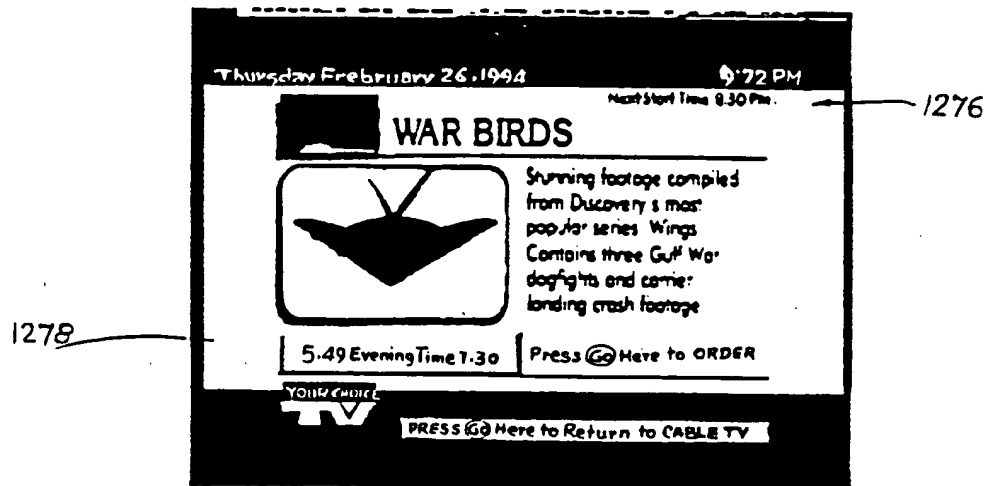 Thursday Frebruary 26.1994
9:72 PM
Next Start Time 8.30 Pm.
1276
WAR BIRDS
Stunning footage compiled
from Discovery s most
popular series Wings
Contains three Gulf War
dogfights and carrier
landing crash footage
1278
5.49 Evening Time 7.30
Press Go Here to ORDER
YOUR CHOICE
TV
PRESS Go Here to Return to CABLE TV